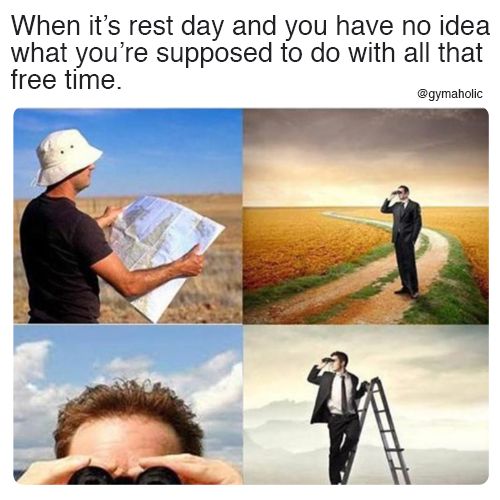 When it’s rest day and you have no idea
what you’re supposed to do with all that
free time.
@gymaholic